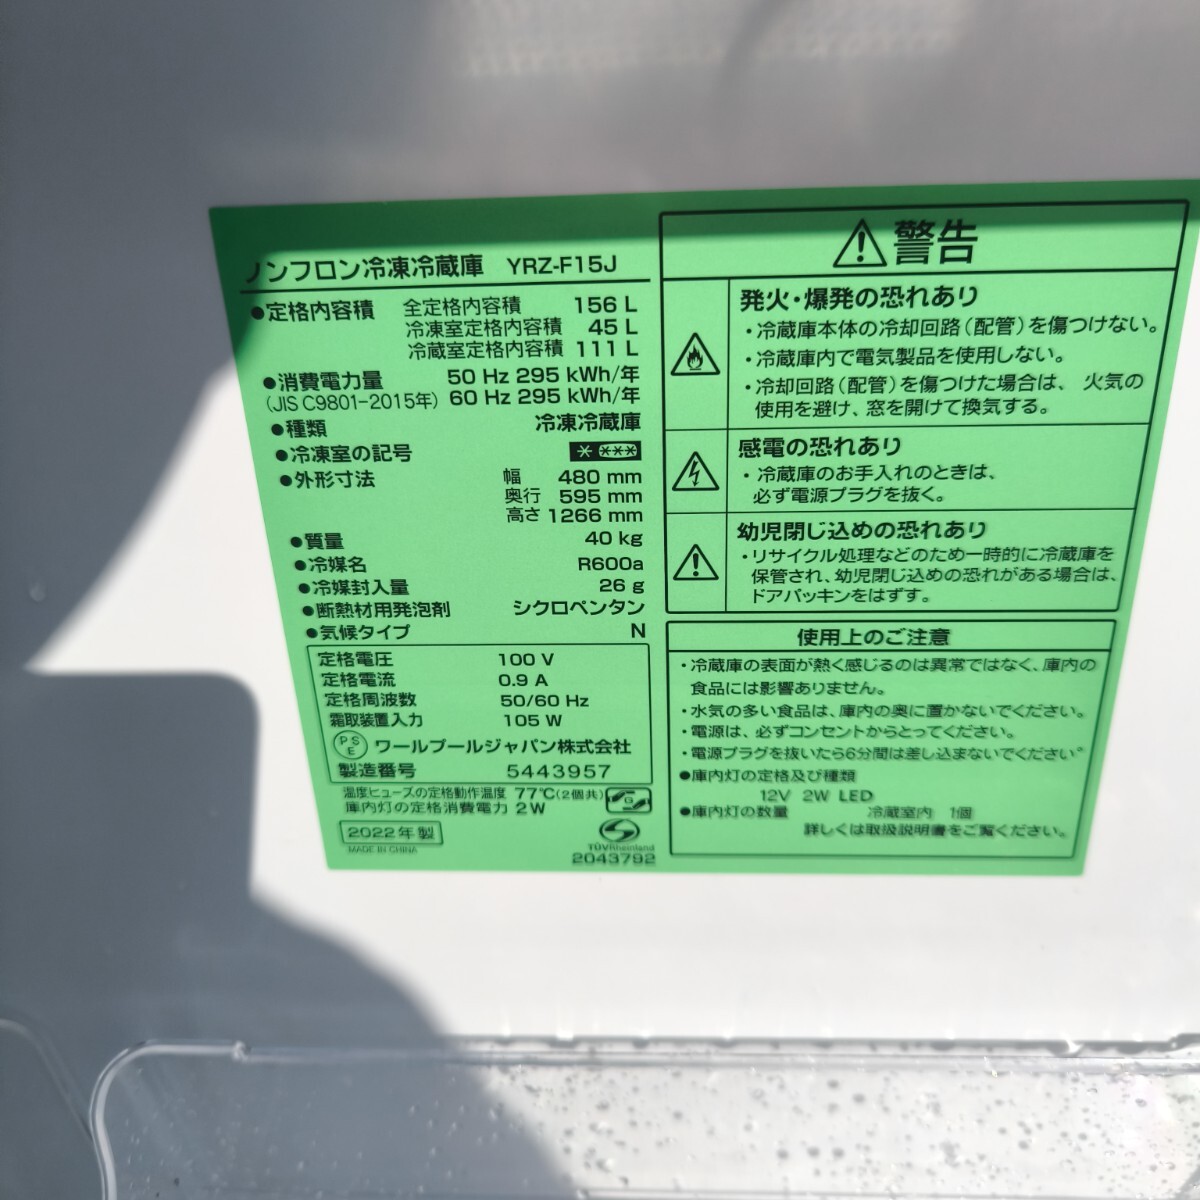 ノンフロン冷凍冷蔵庫 YRZ-F15J
●定格内容積 全定格内容積 156 L
冷凍室定格内容積 45 L
冷蔵室定格内容積 111 L
●消費電力量 50 Hz 295 kWh/年
(JIS C9801-2015年) 60 Hz 295 kWh/年
●種類 冷凍冷蔵庫
●冷凍室の記号
●外形寸法 幅 480 mm
奥行 595 mm
高さ 1266 mm
●質量 40 kg
●冷媒名 R600a
●冷媒封入量 26 g
●断熱材用発泡剤 シクロペンタン
●気候タイプ N
定格電圧 100 V
定格電流 0.9 A
定格周波数 50/60 Hz
霜取装置入力 105 W
PSE ワールプールジャパン株式会社
製造番号 5443957
温度ヒューズの定格動作温度 77℃(2個共)
庫内灯の定格消費電力 2W
2022年製
MADE IN CHINA
TÜVRheinland
2043792
警告
発火・爆発の恐れあり
・冷蔵庫本体の冷却回路(配管)を傷つけない。
・冷蔵庫内で電気製品を使用しない。
・冷却回路(配管)を傷つけた場合は、火気の
使用を避け、窓を開けて換気する。
感電の恐れあり
・冷蔵庫のお手入れのときは、
必ず電源プラグを抜く。
幼児閉じ込めの恐れあり
・リサイクル処理などのため一時的に冷蔵庫を
保管され、幼児閉じ込めの恐れがある場合は、
ドアパッキンをはずす。
使用上のご注意
・冷蔵庫の表面が熱く感じるのは異常ではなく、庫内の
食品には影響ありません。
・水気の多い食品は、庫内の奥に置かないでください。
・電源は、必ずコンセントからとってください。
・電源プラグを抜いたら6分間は差し込まないでください。
●庫内灯の定格及び種類
12V 2W LED
●庫内灯の数量 冷蔵室内 1個
詳しくは取扱説明書をご覧ください。